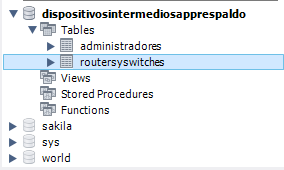 dispositivosintermediosapprespaldo
Tables
administradores
routersyswitches
Views
Stored Procedures
Functions
sakila
sys
world